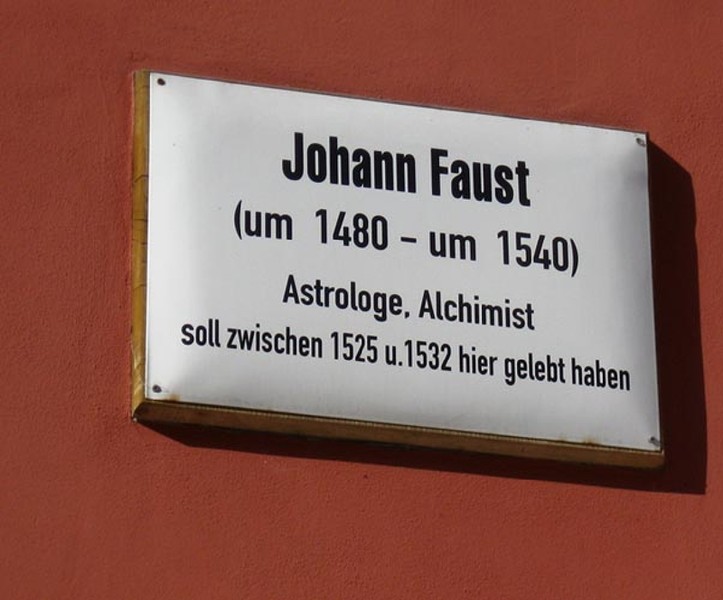 Johann Faust
(um 1480 – um 1540)
Astrologe, Alchimist
soll zwischen 1525 u.1532 hier gelebt haben